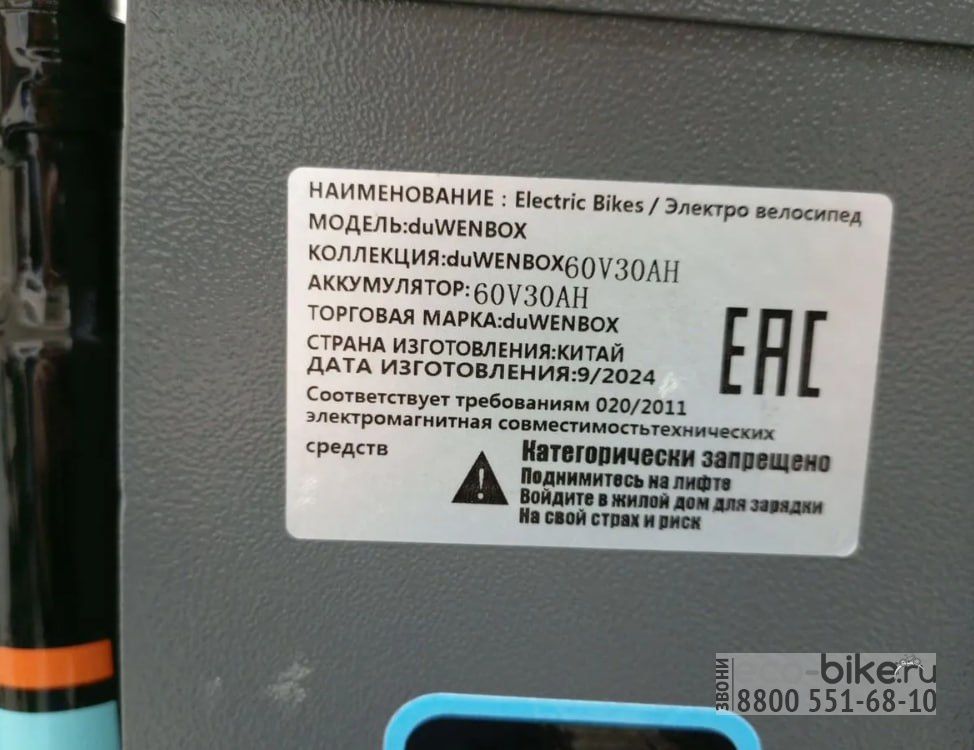 НАИМЕНОВАНИЕ : Electric Bikes / Электро велосипед
МОДЕЛЬ:duWENBOX
КОЛЛЕКЦИЯ:duWENBOX60V30AH
АККУМУЛЯТОР:60V30AH
ТОРГОВАЯ МАРКА:duWENBOX
СТРАНА ИЗГОТОВЛЕНИЯ:КИТАЙ
ДАТА ИЗГОТОВЛЕНИЯ:9/2024
EAC
Соответствует требованиям 020/2011
электромагнитная совместимостьтехнических
средств
Категорически запрещено
Поднимитесь на лифте
Войдите в жилой дом для зарядки
На свой страх и риск
ЗВОНИ
eco-bike.ru
8800 551-68-10